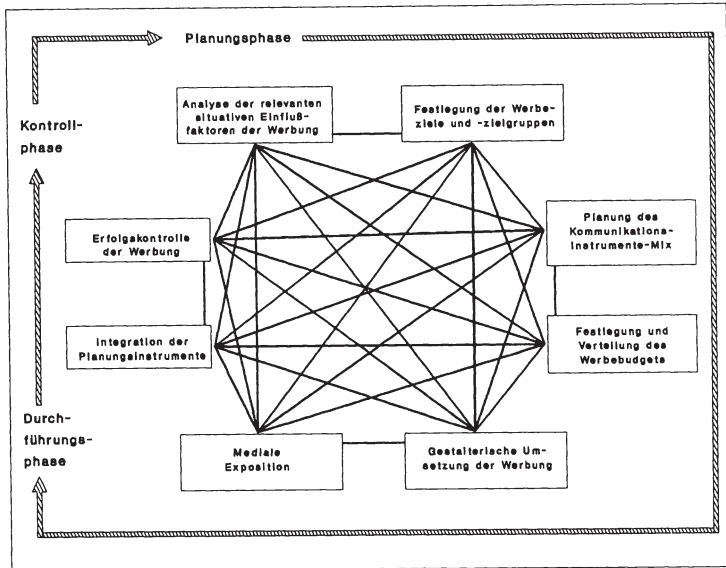 Planungsphase
Analyse der relevanten
situativen Einfluß-
faktoren der Werbung
Festlegung der Werbe-
ziele und -zielgruppen
Kontroll-
phase
Planung des
Kommunikations-
instrumente-Mix
Erfolgskontrolle
der Werbung
Integration der
Planungsinstrumente
Festlegung und
Verteilung des
Werbebudgets
Durch-
führungs-
phase
Mediale
Exposition
Gestalterische Um-
setzung der Werbung